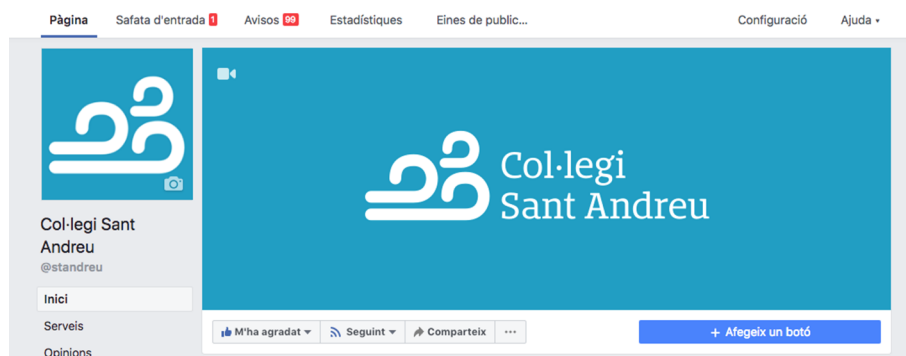 Pàgina Safata d'entrada 1 Avisos 99 Estadístiques Eines de public... Configuració Ajuda
Col·legi
Sant Andreu
Col·legi Sant
Andreu
@standreu
Inici
Serveis
Opinions
M'ha agradat Seguint Comparteix ... + Afegeix un botó